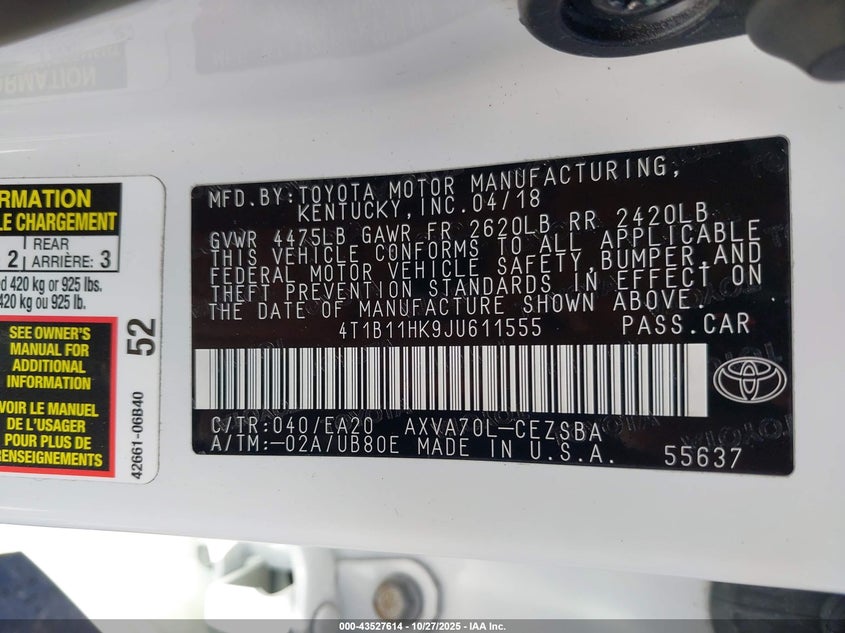 RMATION
LE CHARGEMENT
2 | REAR
ARRIÈRE: 3
d 420 kg or 925 lbs.
420 kg ou 925 lb.
SEE OWNER'S
MANUAL FOR
ADDITIONAL
INFORMATION
VOIR LE MANUEL
DE L'USAGER
POUR PLUS DE
RENSEIGNEMENTS
52
42661-06B40
MFD.BY:TOYOTA MOTOR MANUFACTURING,
KENTUCKY,INC.04/18
GVWR 4475LB GAWR FR 2620LB RR 2420LB
THIS VEHICLE CONFORMS TO ALL APPLICABLE
FEDERAL MOTOR VEHICLE SAFETY,BUMPER,AND
THEFT PREVENTION STANDARDS IN EFFECT ON
THE DATE OF MANUFACTURE SHOWN ABOVE.
4T1B11HK9JU611555 PASS.CAR
C/TR:040/EA20 AXVA70L-CEZSBA
A/TM:-02A/UB80E MADE IN U.S.A. 55637
000-43527614 - 10/27/2025 - IAA Inc.